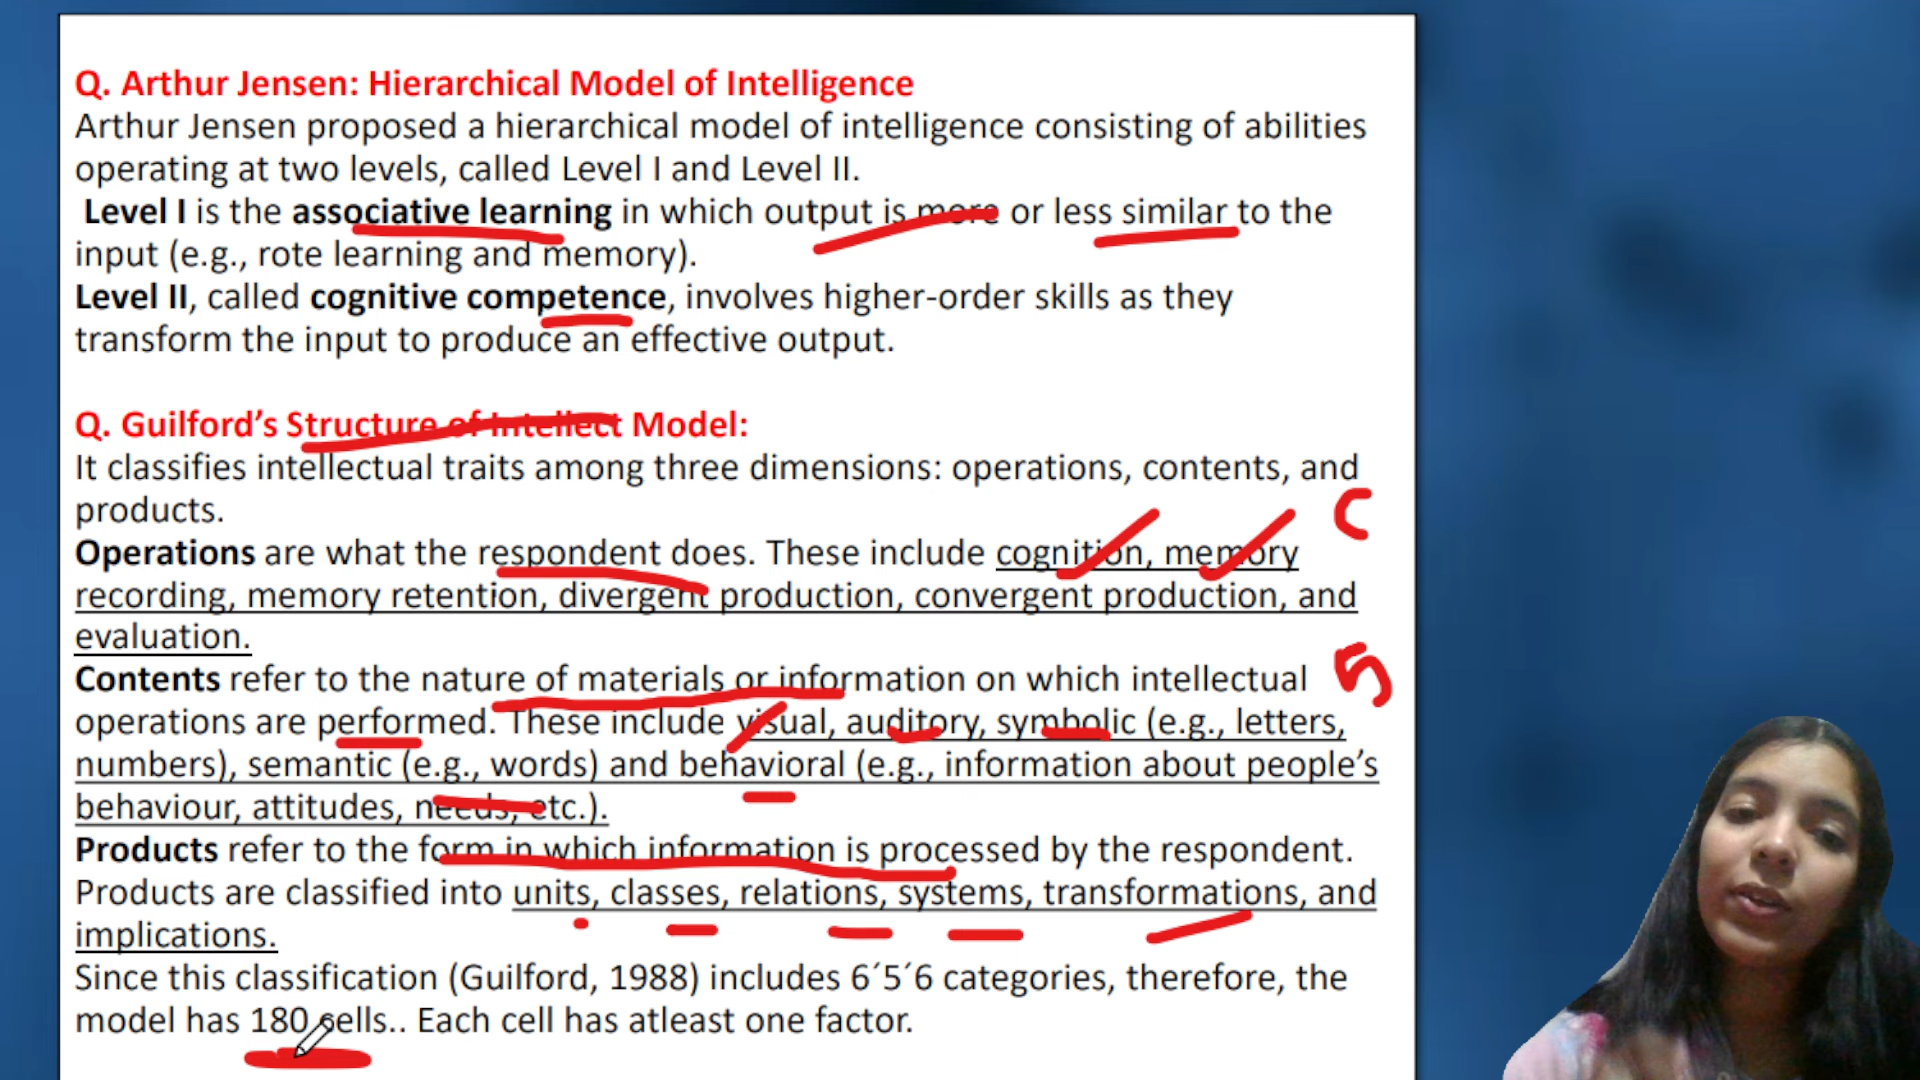 Q. Arthur Jensen: Hierarchical Model of Intelligence
Arthur Jensen proposed a hierarchical model of intelligence consisting of abilities
operating at two levels, called Level I and Level II.
Level I is the associative learning in which output is more or less similar to the
input (e.g., rote learning and memory).
Level II, called cognitive competence, involves higher-order skills as they
transform the input to produce an effective output.
Q. Guilford’s Structure of Intellect Model:
It classifies intellectual traits among three dimensions: operations, contents, and
products.
Operations are what the respondent does. These include cognition, memory
recording, memory retention, divergent production, convergent production, and
evaluation.
Contents refer to the nature of materials or information on which intellectual 5
operations are performed. These include visual, auditory, symbolic (e.g., letters,
numbers), semantic (e.g., words) and behavioral (e.g., information about people’s
behaviour, attitudes, needs, etc.).
Products refer to the form in which information is processed by the respondent.
Products are classified into units, classes, relations, systems, transformations, and
implications.
Since this classification (Guilford, 1988) includes 6´5´6 categories, therefore, the
model has 180 cells.. Each cell has atleast one factor.